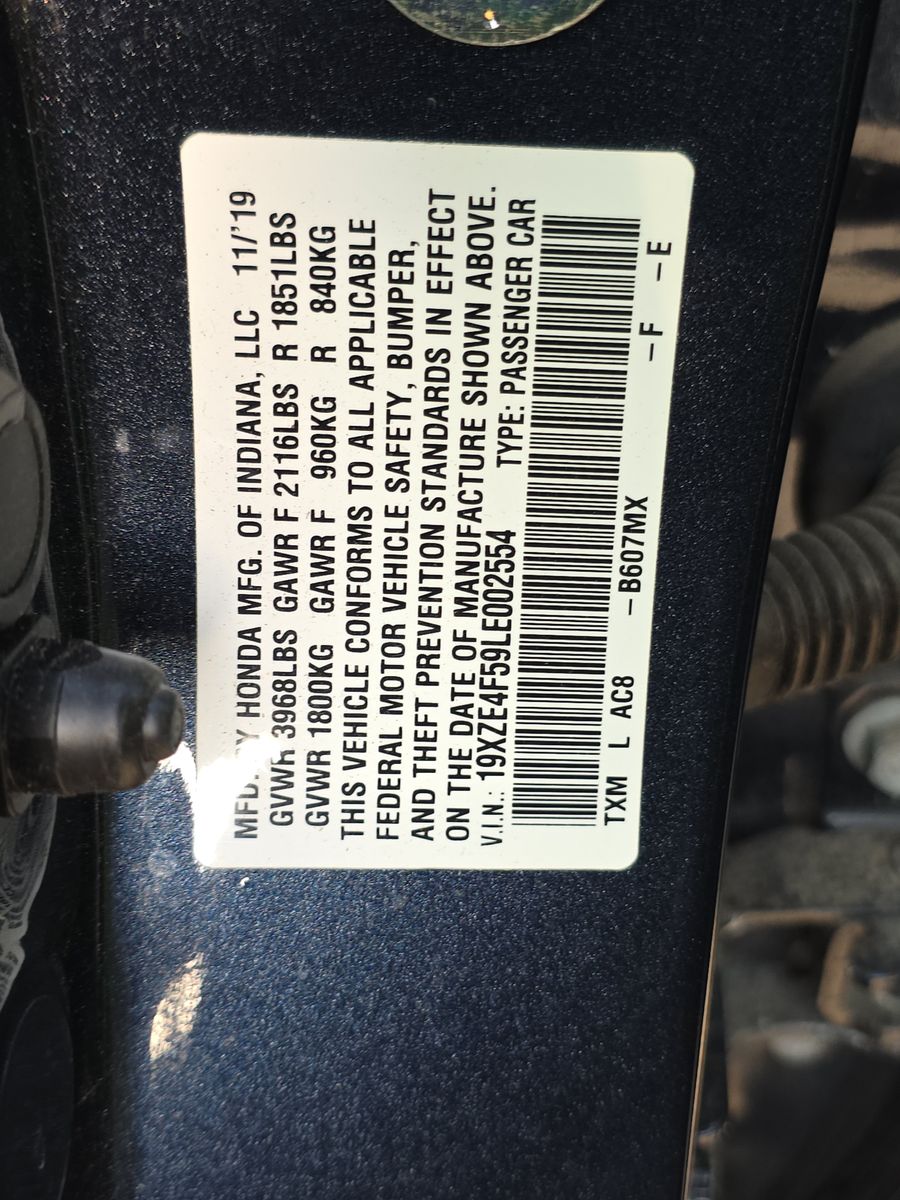 MFD. BY HONDA MFG. OF INDIANA, LLC 11/'19
GVWR 3968LBS GAWR F 2116LBS R 1851LBS
GVWR 1800KG GAWR F 960KG R 840KG
THIS VEHICLE CONFORMS TO ALL APPLICABLE
FEDERAL MOTOR VEHICLE SAFETY, BUMPER,
AND THEFT PREVENTION STANDARDS IN EFFECT
ON THE DATE OF MANUFACTURE SHOWN ABOVE.
V.I.N.: 19XZE4F59LE002554 TYPE: PASSENGER CAR
TXM L AC8 -B607MX -F -E